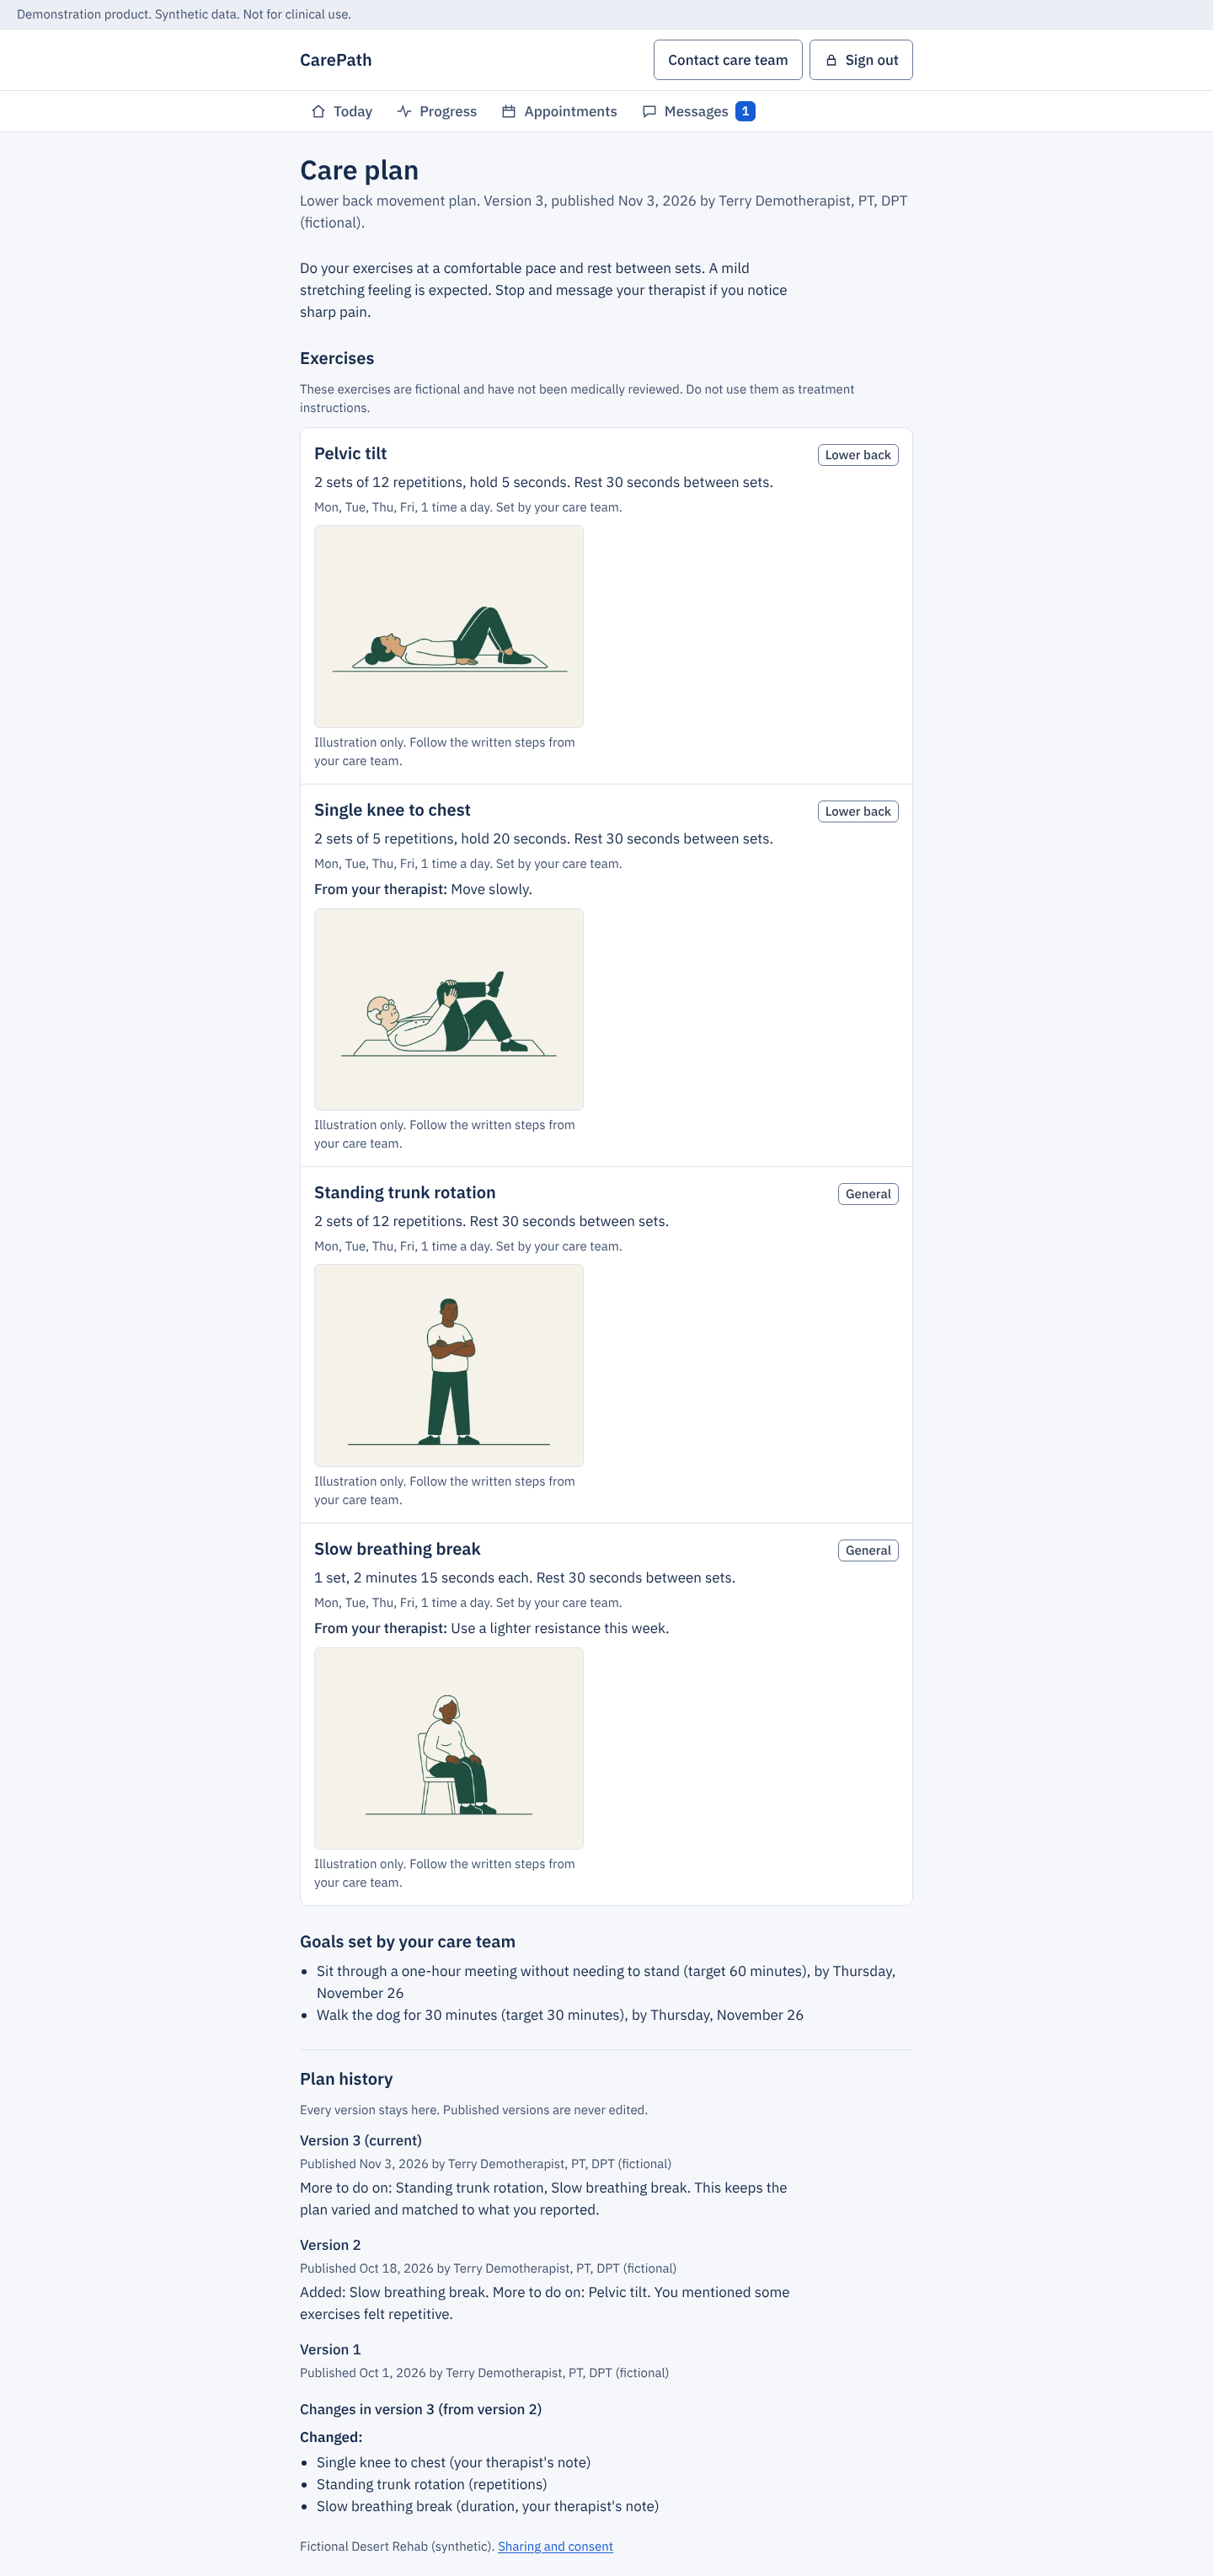 Demonstration product. Synthetic data. Not for clinical use.
CarePath
Contact care team
Sign out
Today
Progress
Appointments
Messages 1
Care plan
Lower back movement plan. Version 3, published Nov 3, 2026 by Terry Demotherapist, PT, DPT
(fictional).
Do your exercises at a comfortable pace and rest between sets. A mild
stretching feeling is expected. Stop and message your therapist if you notice
sharp pain.
Exercises
These exercises are fictional and have not been medically reviewed. Do not use them as treatment
instructions.
Pelvic tilt
Lower back
2 sets of 12 repetitions, hold 5 seconds. Rest 30 seconds between sets.
Mon, Tue, Thu, Fri, 1 time a day. Set by your care team.
Illustration only. Follow the written steps from
your care team.
Single knee to chest
Lower back
2 sets of 5 repetitions, hold 20 seconds. Rest 30 seconds between sets.
Mon, Tue, Thu, Fri, 1 time a day. Set by your care team.
From your therapist: Move slowly.
Illustration only. Follow the written steps from
your care team.
Standing trunk rotation
General
2 sets of 12 repetitions. Rest 30 seconds between sets.
Mon, Tue, Thu, Fri, 1 time a day. Set by your care team.
Illustration only. Follow the written steps from
your care team.
Slow breathing break
General
1 set, 2 minutes 15 seconds each. Rest 30 seconds between sets.
Mon, Tue, Thu, Fri, 1 time a day. Set by your care team.
From your therapist: Use a lighter resistance this week.
Illustration only. Follow the written steps from
your care team.
Goals set by your care team
• Sit through a one-hour meeting without needing to stand (target 60 minutes), by Thursday,
November 26
• Walk the dog for 30 minutes (target 30 minutes), by Thursday, November 26
Plan history
Every version stays here. Published versions are never edited.
Version 3 (current)
Published Nov 3, 2026 by Terry Demotherapist, PT, DPT (fictional)
More to do on: Standing trunk rotation, Slow breathing break. This keeps the
plan varied and matched to what you reported.
Version 2
Published Oct 18, 2026 by Terry Demotherapist, PT, DPT (fictional)
Added: Slow breathing break. More to do on: Pelvic tilt. You mentioned some
exercises felt repetitive.
Version 1
Published Oct 1, 2026 by Terry Demotherapist, PT, DPT (fictional)
Changes in version 3 (from version 2)
Changed:
• Single knee to chest (your therapist's note)
• Standing trunk rotation (repetitions)
• Slow breathing break (duration, your therapist's note)
Fictional Desert Rehab (synthetic). Sharing and consent